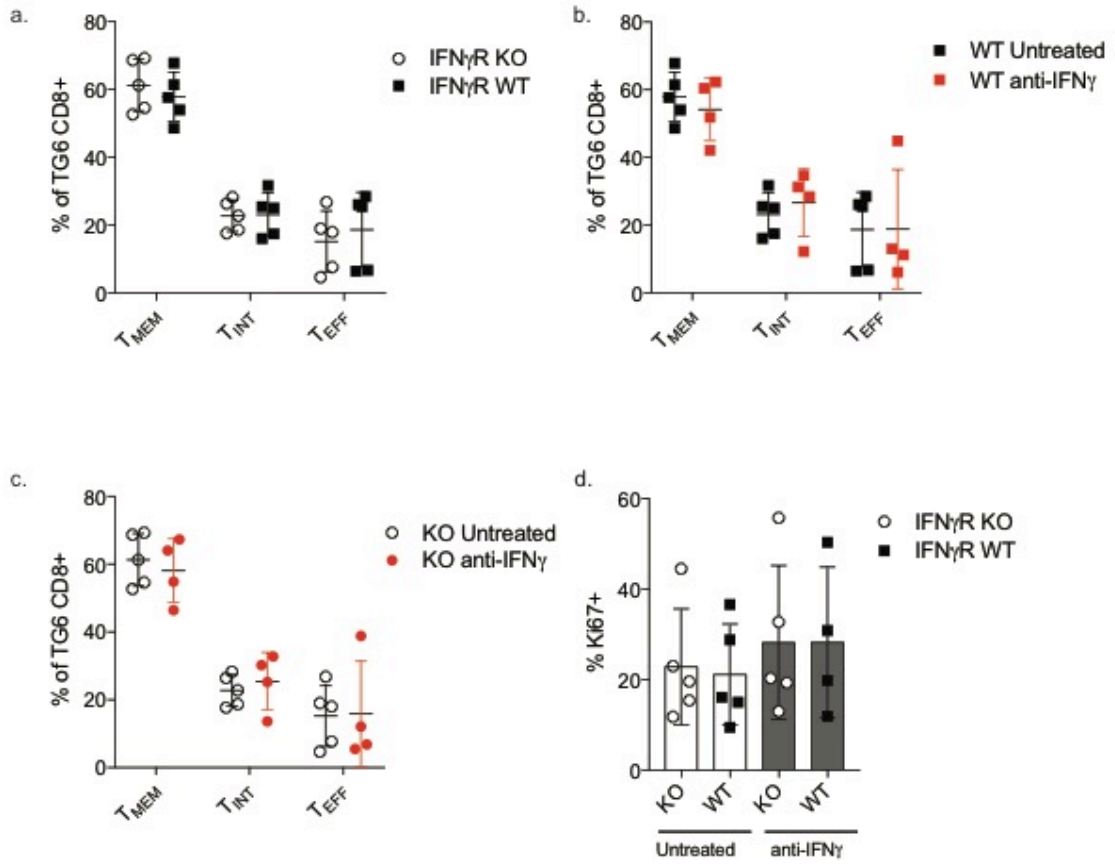 a.
80
60
40
20
0
% of TG6 CD8+
IFNγR KO
IFNγR WT
TMEM
TINT
TEFF
b.
80
60
40
20
0
% of TG6 CD8+
WT Untreated
WT anti-IFNγ
TMEM
TINT
TEFF
c.
80
60
40
20
0
% of TG6 CD8+
KO Untreated
KO anti-IFNγ
TMEM
TINT
TEFF
d.
60
40
20
0
% Ki67+
IFNγR KO
IFNγR WT
KO
WT
KO
WT
Untreated
anti-IFNγ